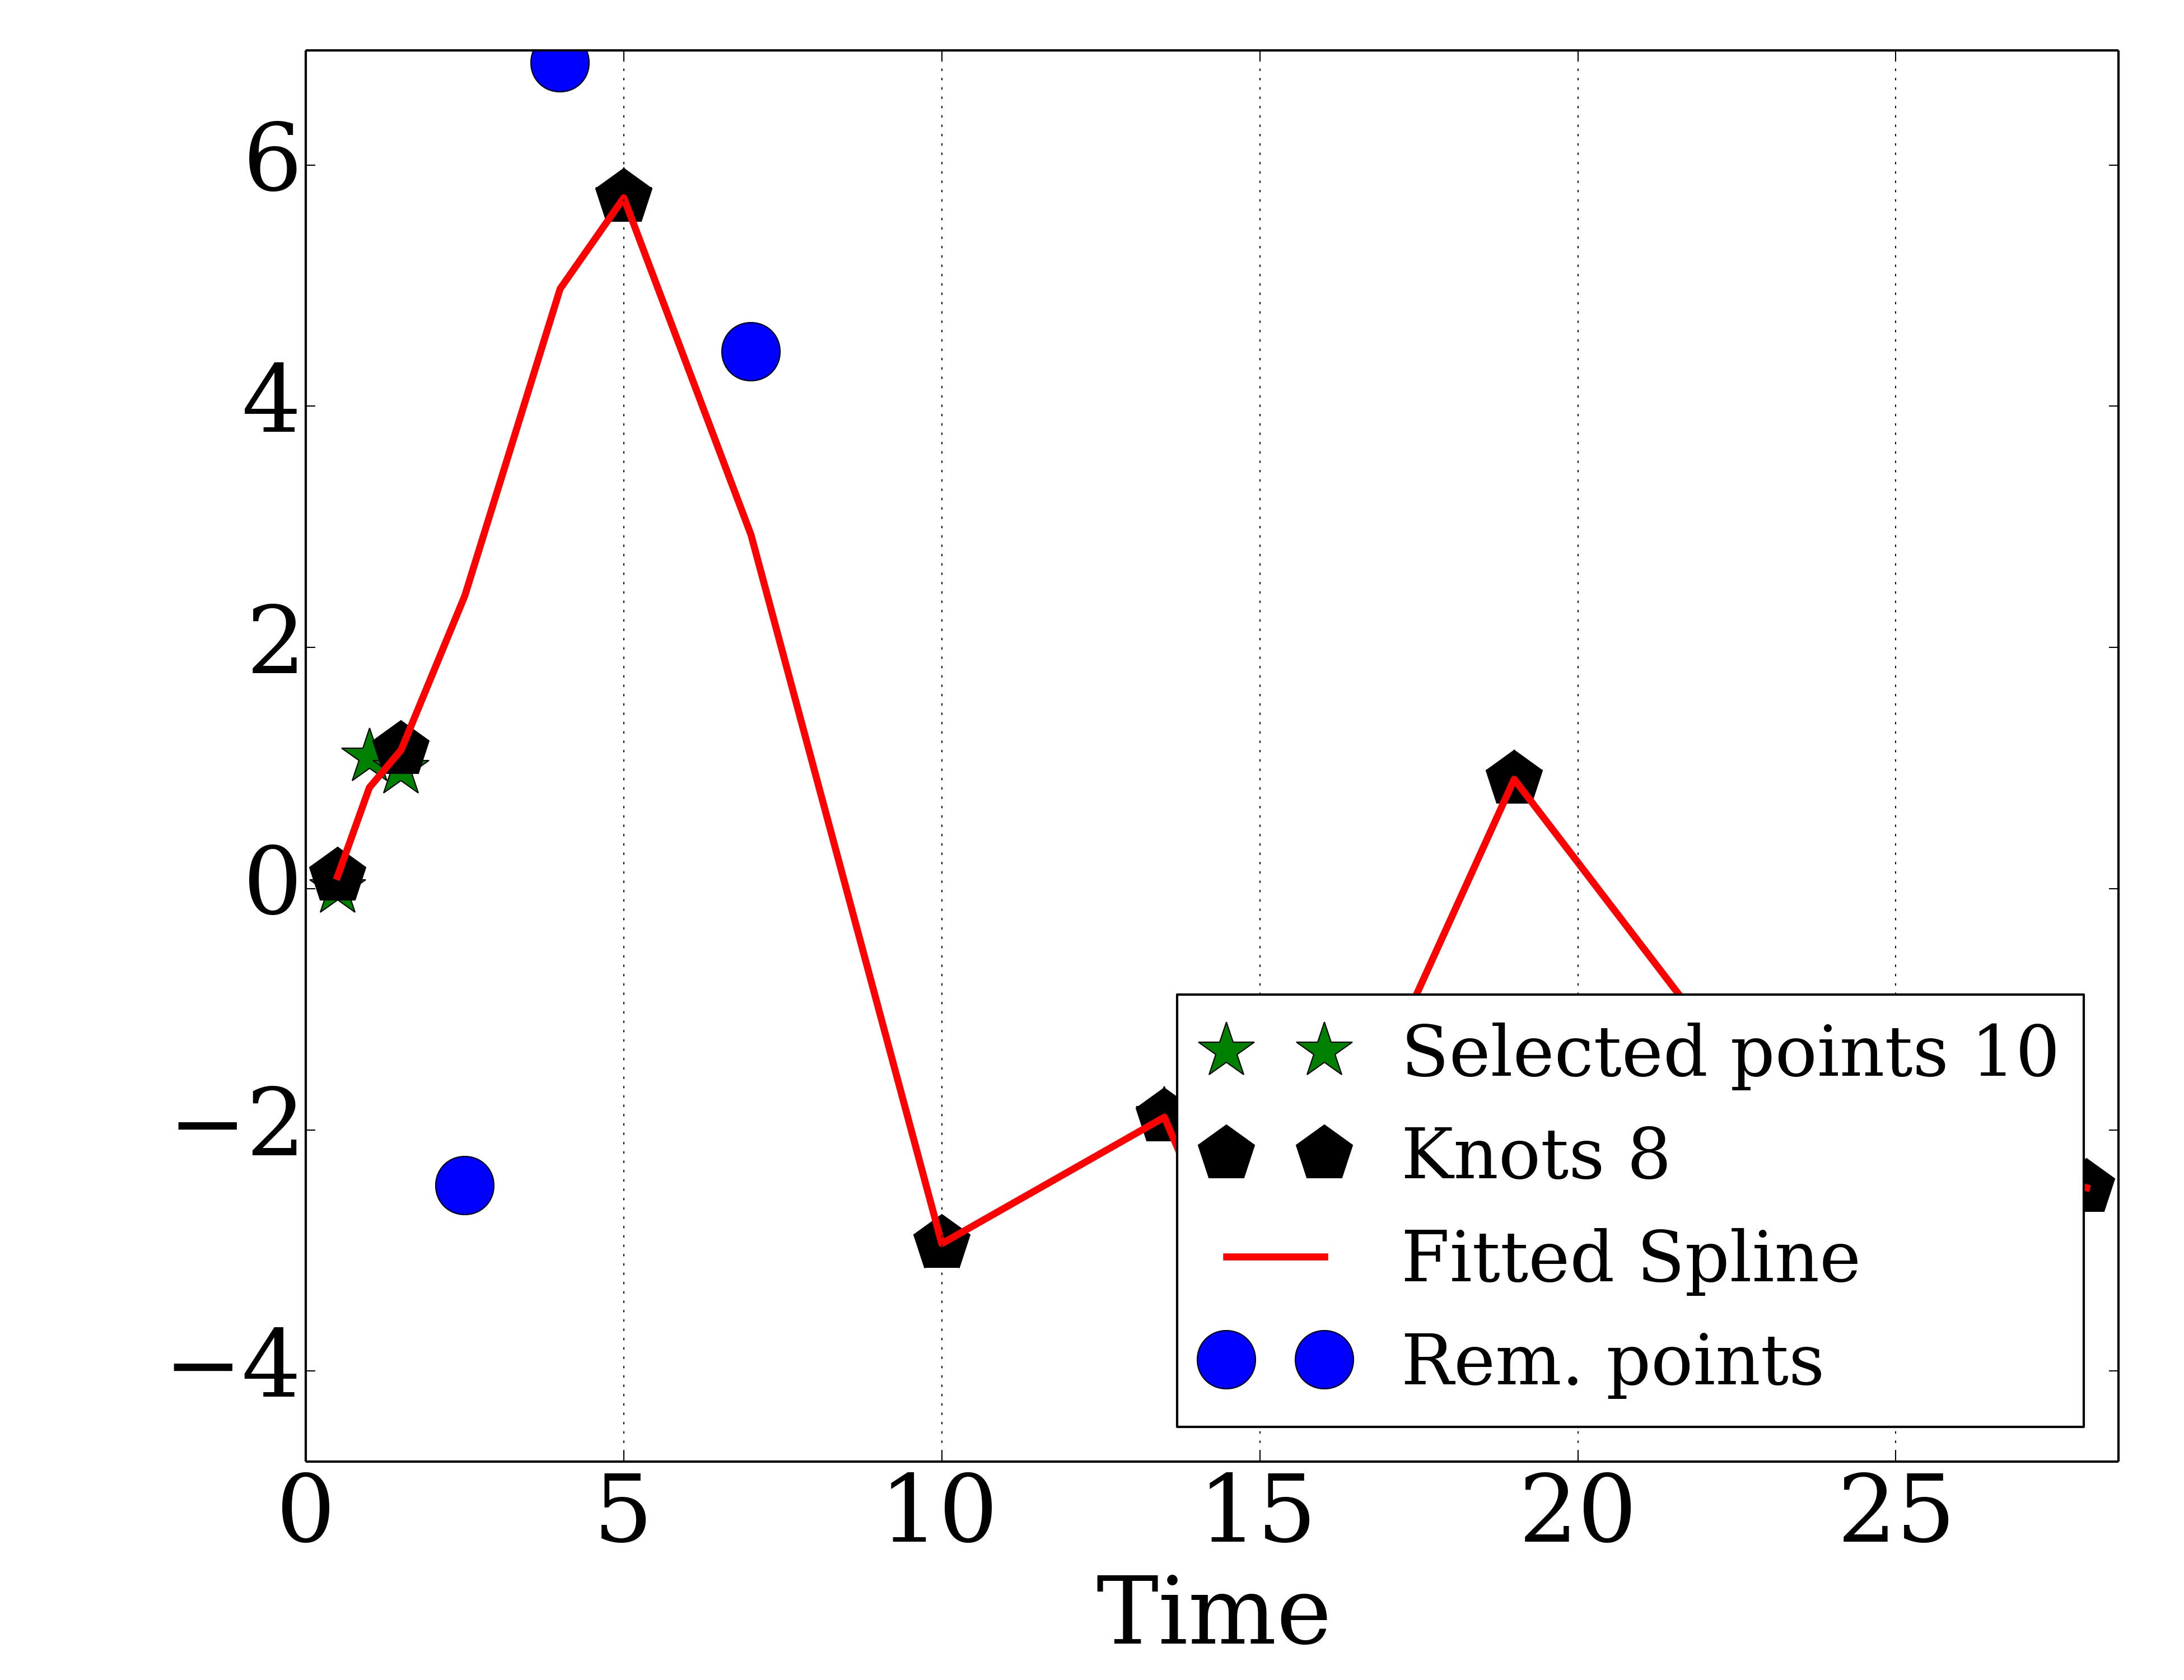 6
4
2
0
−2
−4
Selected points 10
Knots 8
Fitted Spline
Rem. points
0 5 10 15 20 25
Time